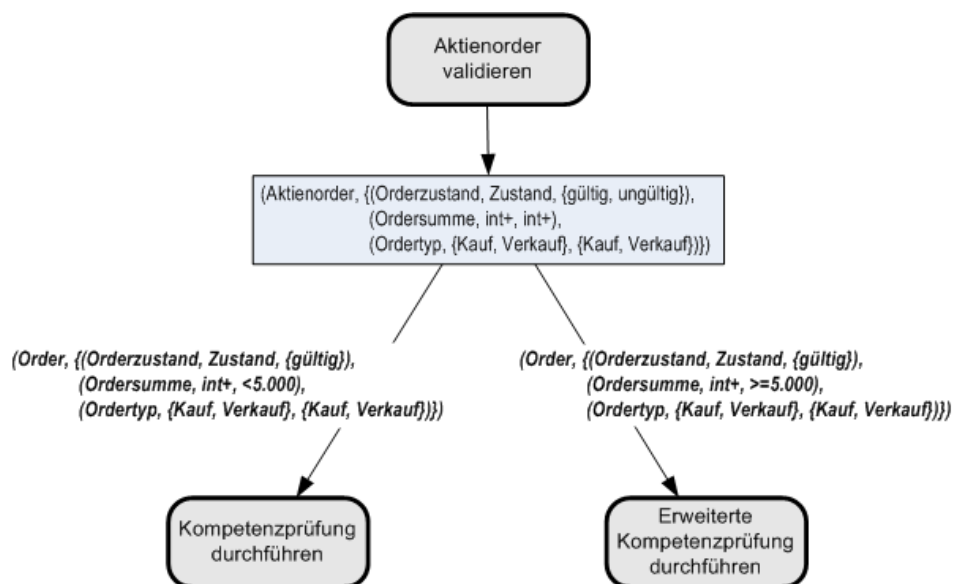 Aktienorder
validieren
(Aktienorder, {(Orderzustand, Zustand, {gültig, ungültig}),
(Ordersumme, int+, int+),
(Ordertyp, {Kauf, Verkauf}, {Kauf, Verkauf})})
(Order, {(Orderzustand, Zustand, {gültig}),
(Ordersumme, int+, <5.000),
(Ordertyp, {Kauf, Verkauf}, {Kauf, Verkauf})})
(Order, {(Orderzustand, Zustand, {gültig}),
(Ordersumme, int+, >=5.000),
(Ordertyp, {Kauf, Verkauf}, {Kauf, Verkauf})})
Kompetenzprüfung
durchführen
Erweiterte
Kompetenzprüfung
durchführen